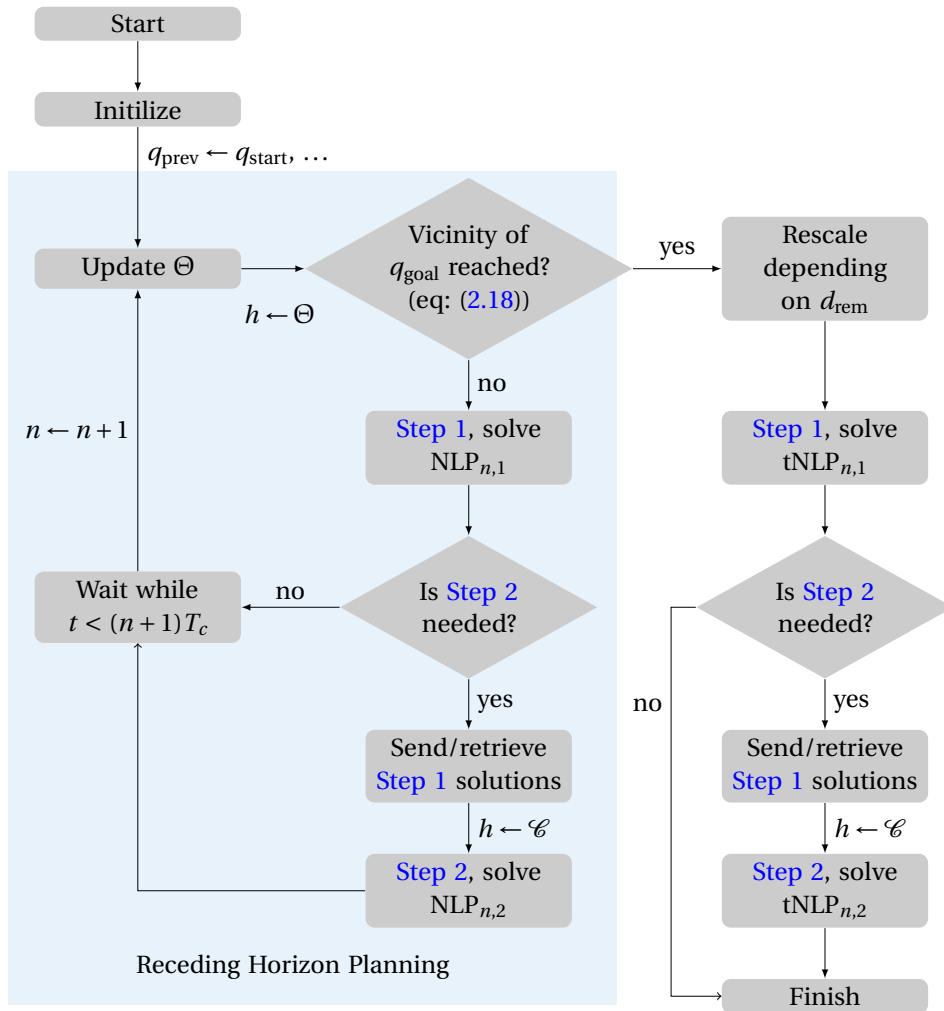 Start
Initilize
q_prev ← q_start, …
Update Θ
h ← Θ
Vicinity of
q_goal reached?
(eq: (2.18))
yes
Rescale
depending
on d_rem
no
n ← n + 1
Step 1, solve
NLP_n,1
Step 1, solve
tNLP_n,1
Wait while
t < (n + 1) T_c
no
Is Step 2
needed?
Is Step 2
needed?
yes
no
yes
Send/retrieve
Step 1 solutions
Send/retrieve
Step 1 solutions
h ← 𝒞
h ← 𝒞
Step 2, solve
NLP_n,2
Step 2, solve
tNLP_n,2
Receding Horizon Planning
Finish